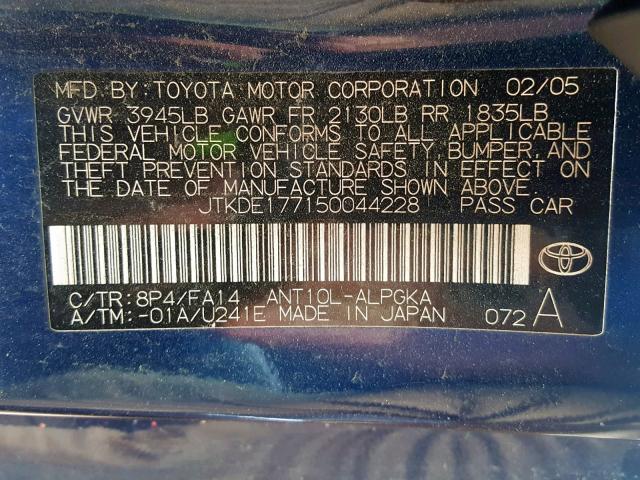 MFD. BY: TOYOTA MOTOR CORPORATION 02/05
GVWR 3945LB GAWR FR 2130LB RR 1835LB
THIS VEHICLE CONFORMS TO ALL APPLICABLE
FEDERAL MOTOR VEHICLE SAFETY, BUMPER, AND
THEFT PREVENTION STANDARDS IN EFFECT ON
THE DATE OF MANUFACTURE SHOWN ABOVE.
JTKDE177150044228 PASS CAR
C/TR: 8P4/FA14 ANT10L-ALPGKA
A/TM: -01A/U241E MADE IN JAPAN 072 A